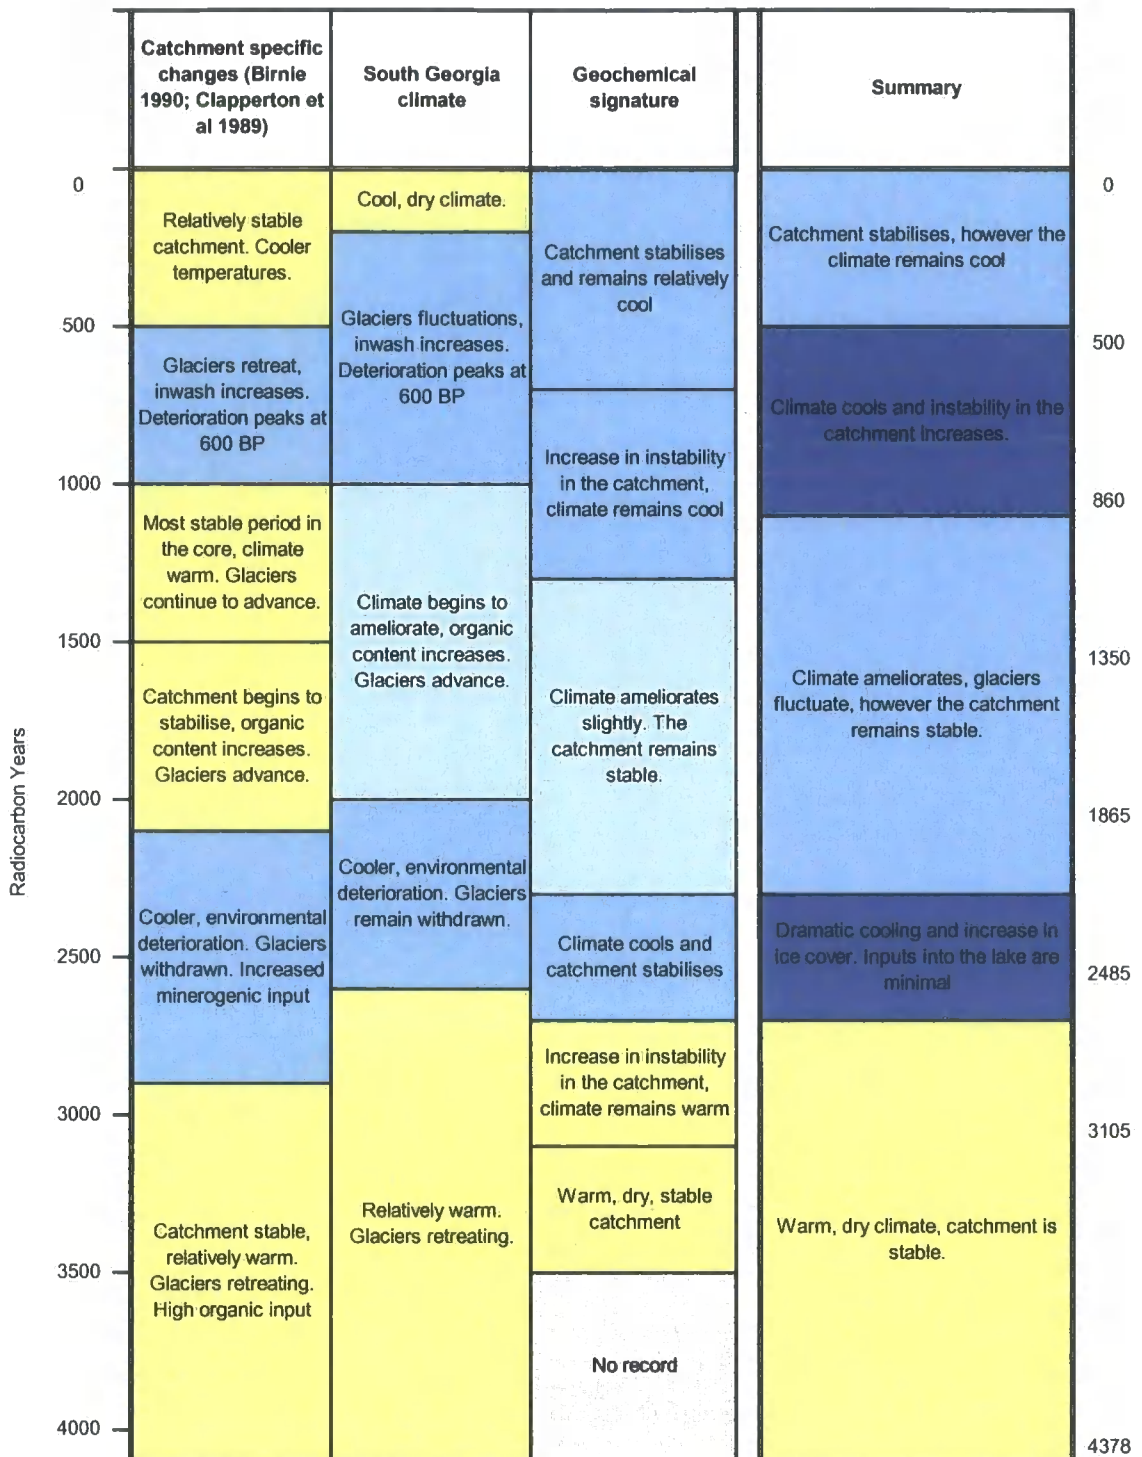 Catchment specific
changes (Birnie
1990; Clapperton et
al 1989)
South Georgia
climate
Geochemical
signature
Summary
Radiocarbon Years
0
500
1000
1500
2000
2500
3000
3500
4000
Relatively stable
catchment. Cooler
temperatures.
Glaciers retreat,
inwash increases.
Deterioration peaks at
600 BP
Most stable period in
the core, climate
warm. Glaciers
continue to advance.
Catchment begins to
stabilise, organic
content increases.
Glaciers advance.
Cooler, environmental
deterioration. Glaciers
withdrawn. Increased
minerogenic input
Catchment stable,
relatively warm.
Glaciers retreating.
High organic input
Cool, dry climate.
Glaciers fluctuations,
inwash increases.
Deterioration peaks at
600 BP
Climate begins to
ameliorate, organic
content increases.
Glaciers advance.
Cooler, environmental
deterioration. Glaciers
remain withdrawn.
Relatively warm.
Glaciers retreating.
Catchment stabilises
and remains relatively
cool
Increase in instability
in the catchment,
climate remains cool
Climate ameliorates
slightly. The
catchment remains
stable.
Climate cools and
catchment stabilises
Increase in instability
in the catchment,
climate remains warm
Warm, dry, stable
catchment
No record
Catchment stabilises, however the
climate remains cool
Climate cools and instability in the
catchment increases.
Climate ameliorates, glaciers
fluctuate, however the catchment
remains stable.
Dramatic cooling and increase in
ice cover. Inputs into the lake are
minimal
Warm, dry climate, catchment is
stable.
0
500
860
1350
1865
2485
3105
4378